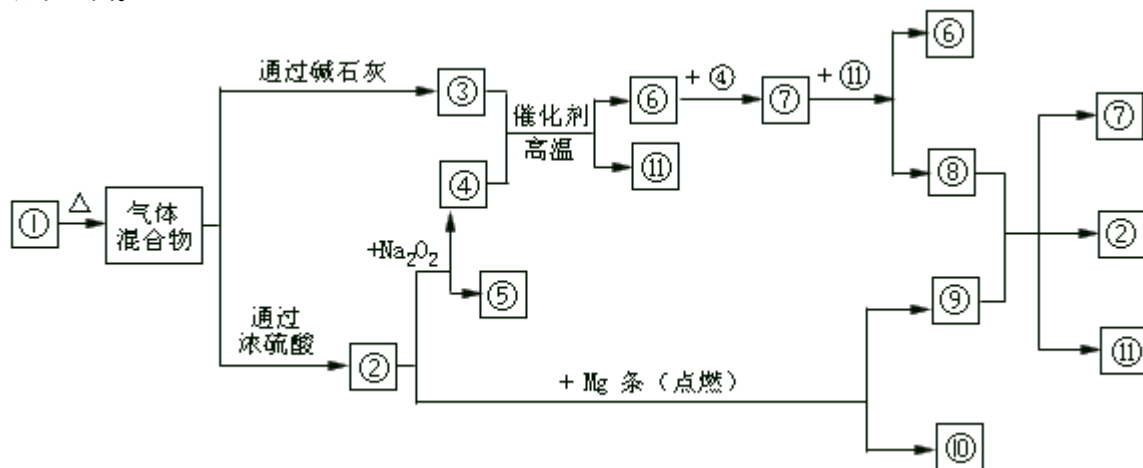 ⑥
通过碱石灰
③
催化剂
高温
⑥
+ ④
⑦
+ ⑪
⑪
⑦
④
⑧
①
△
气体
混合物
②
+Na₂O₂
⑤
⑨
通过
浓硫酸
②
+ Mg 条（点燃）
⑪
⑩